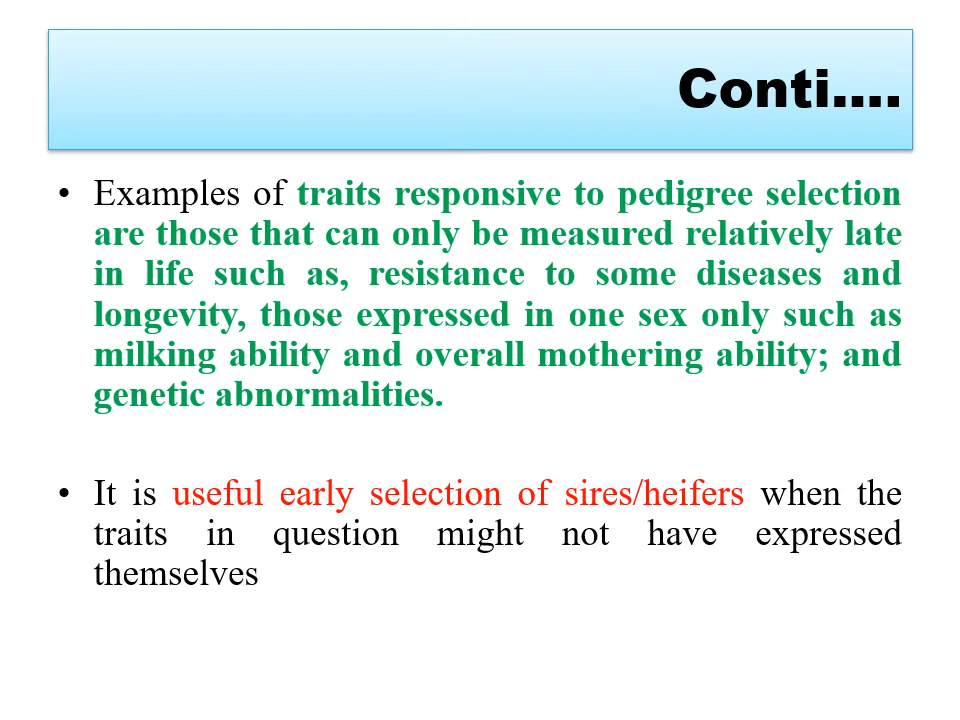 Conti....
• Examples of traits responsive to pedigree selection
are those that can only be measured relatively late
in life such as, resistance to some diseases and
longevity, those expressed in one sex only such as
milking ability and overall mothering ability; and
genetic abnormalities.
• It is useful early selection of sires/heifers when the
traits in question might not have expressed
themselves